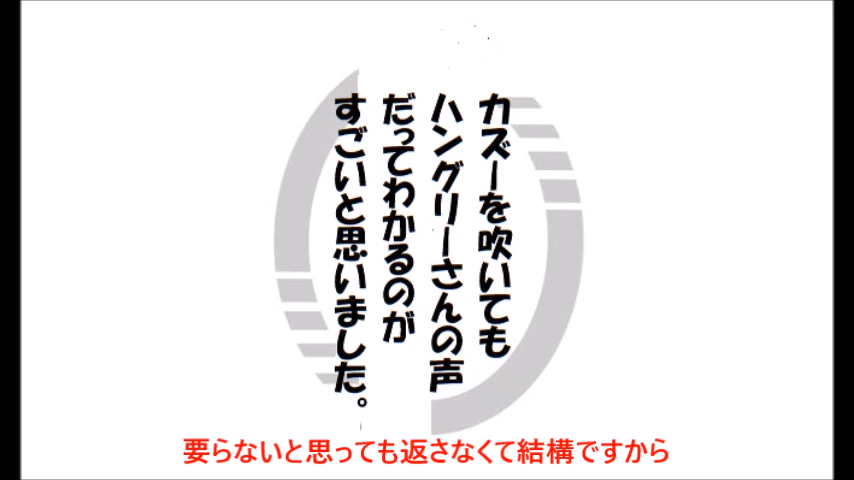 カズーを吹いても
ハングリーさんの声
だってわかるのが
すごいと思いました。
要らないと思っても返さなくて結構ですから